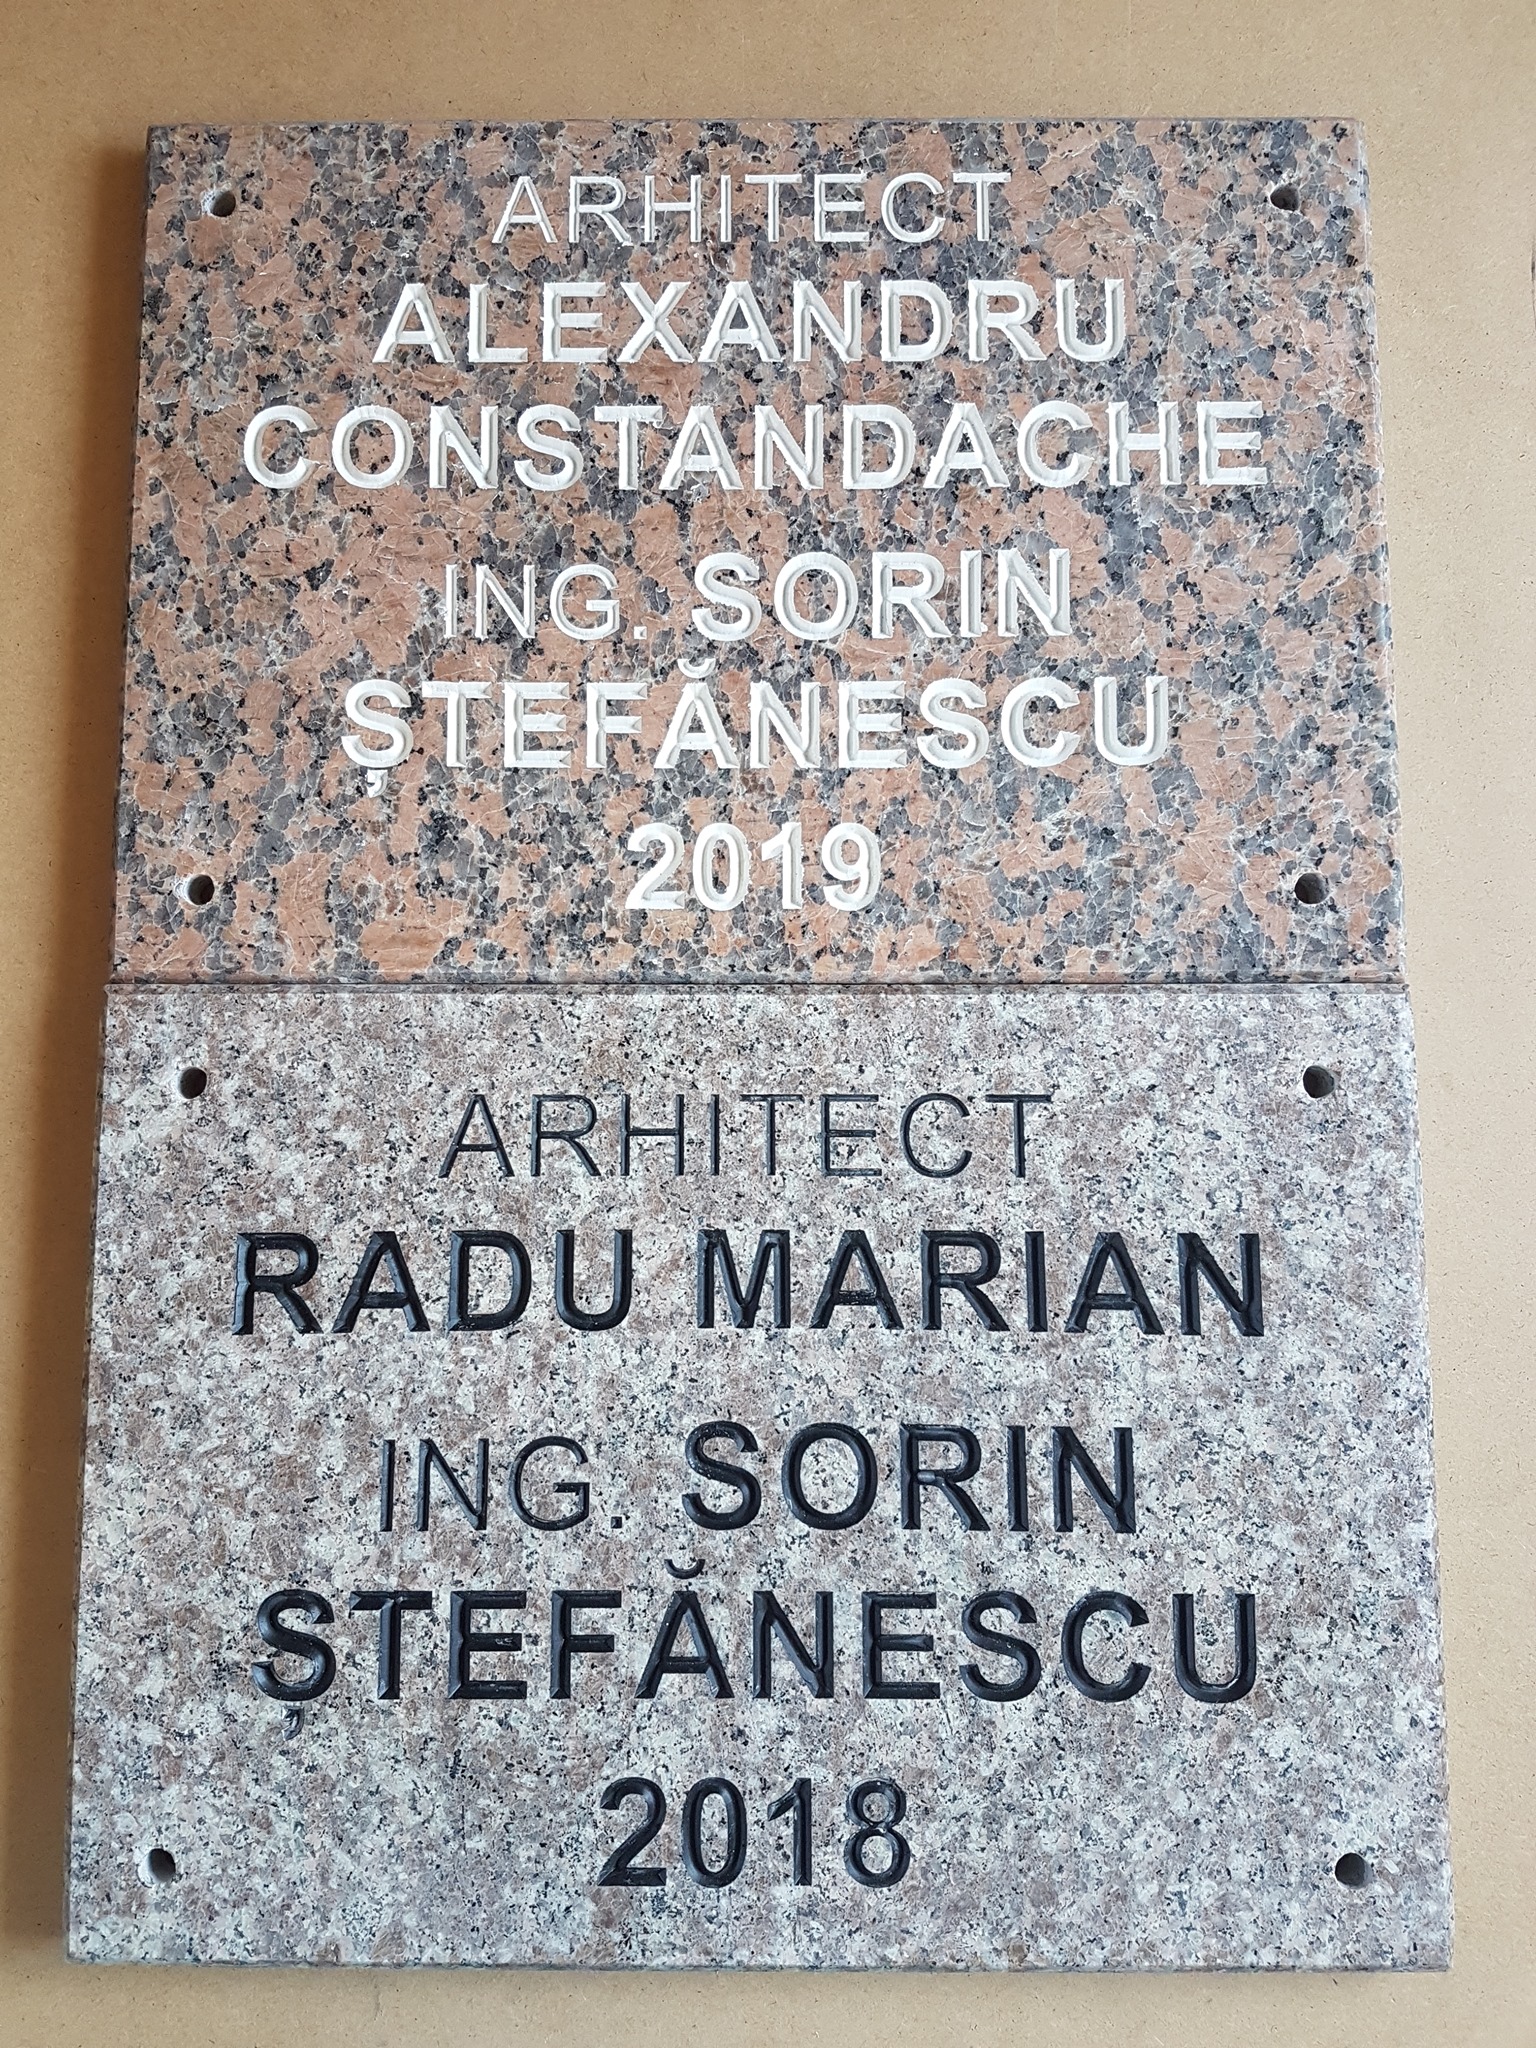 ARHITECT
ALEXANDRU
CONSTANDACHE
ING. SORIN
ȘTEFĂNESCU
2019
ARHITECT
RADU MARIAN
ING. SORIN
ȘTEFĂNESCU
2018